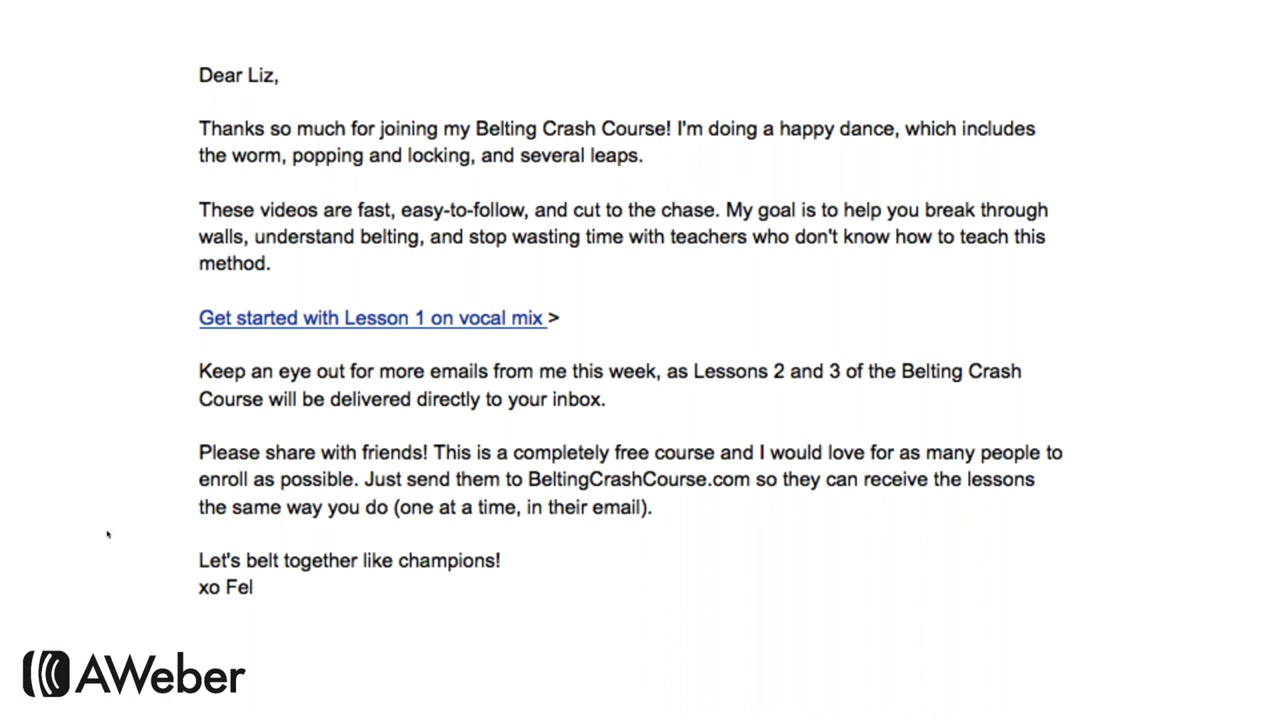 Dear Liz,
Thanks so much for joining my Belting Crash Course! I'm doing a happy dance, which includes
the worm, popping and locking, and several leaps.
These videos are fast, easy-to-follow, and cut to the chase. My goal is to help you break through
walls, understand belting, and stop wasting time with teachers who don't know how to teach this
method.
Get started with Lesson 1 on vocal mix >
Keep an eye out for more emails from me this week, as Lessons 2 and 3 of the Belting Crash
Course will be delivered directly to your inbox.
Please share with friends! This is a completely free course and I would love for as many people to
enroll as possible. Just send them to BeltingCrashCourse.com so they can receive the lessons
the same way you do (one at a time, in their email).
Let's belt together like champions!
xo Fel
AWeber